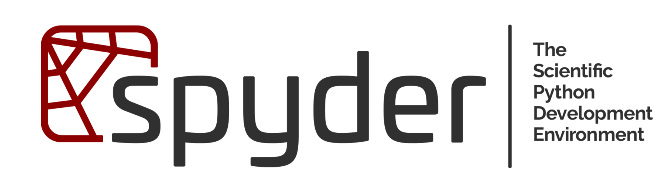 spyder
The
Scientific
Python
Development
Environment